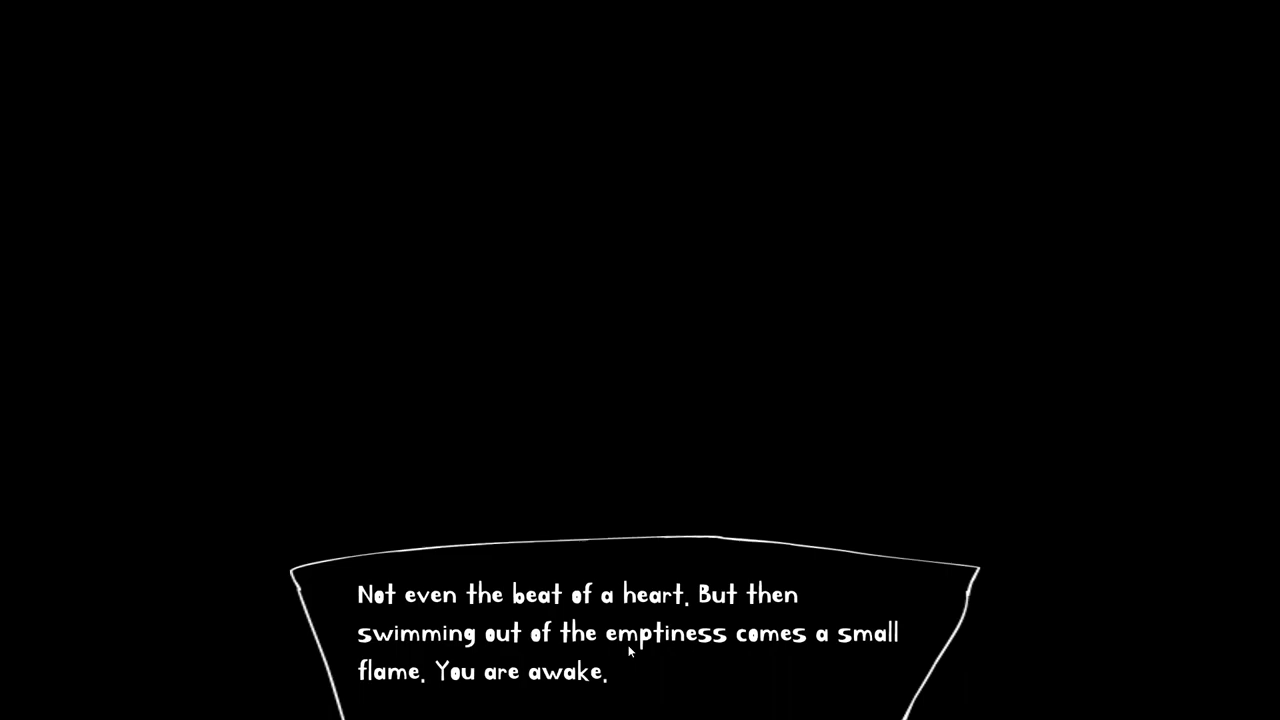 Not even the beat of a heart. But then
swimming out of the emptiness comes a small
flame. You are awake.